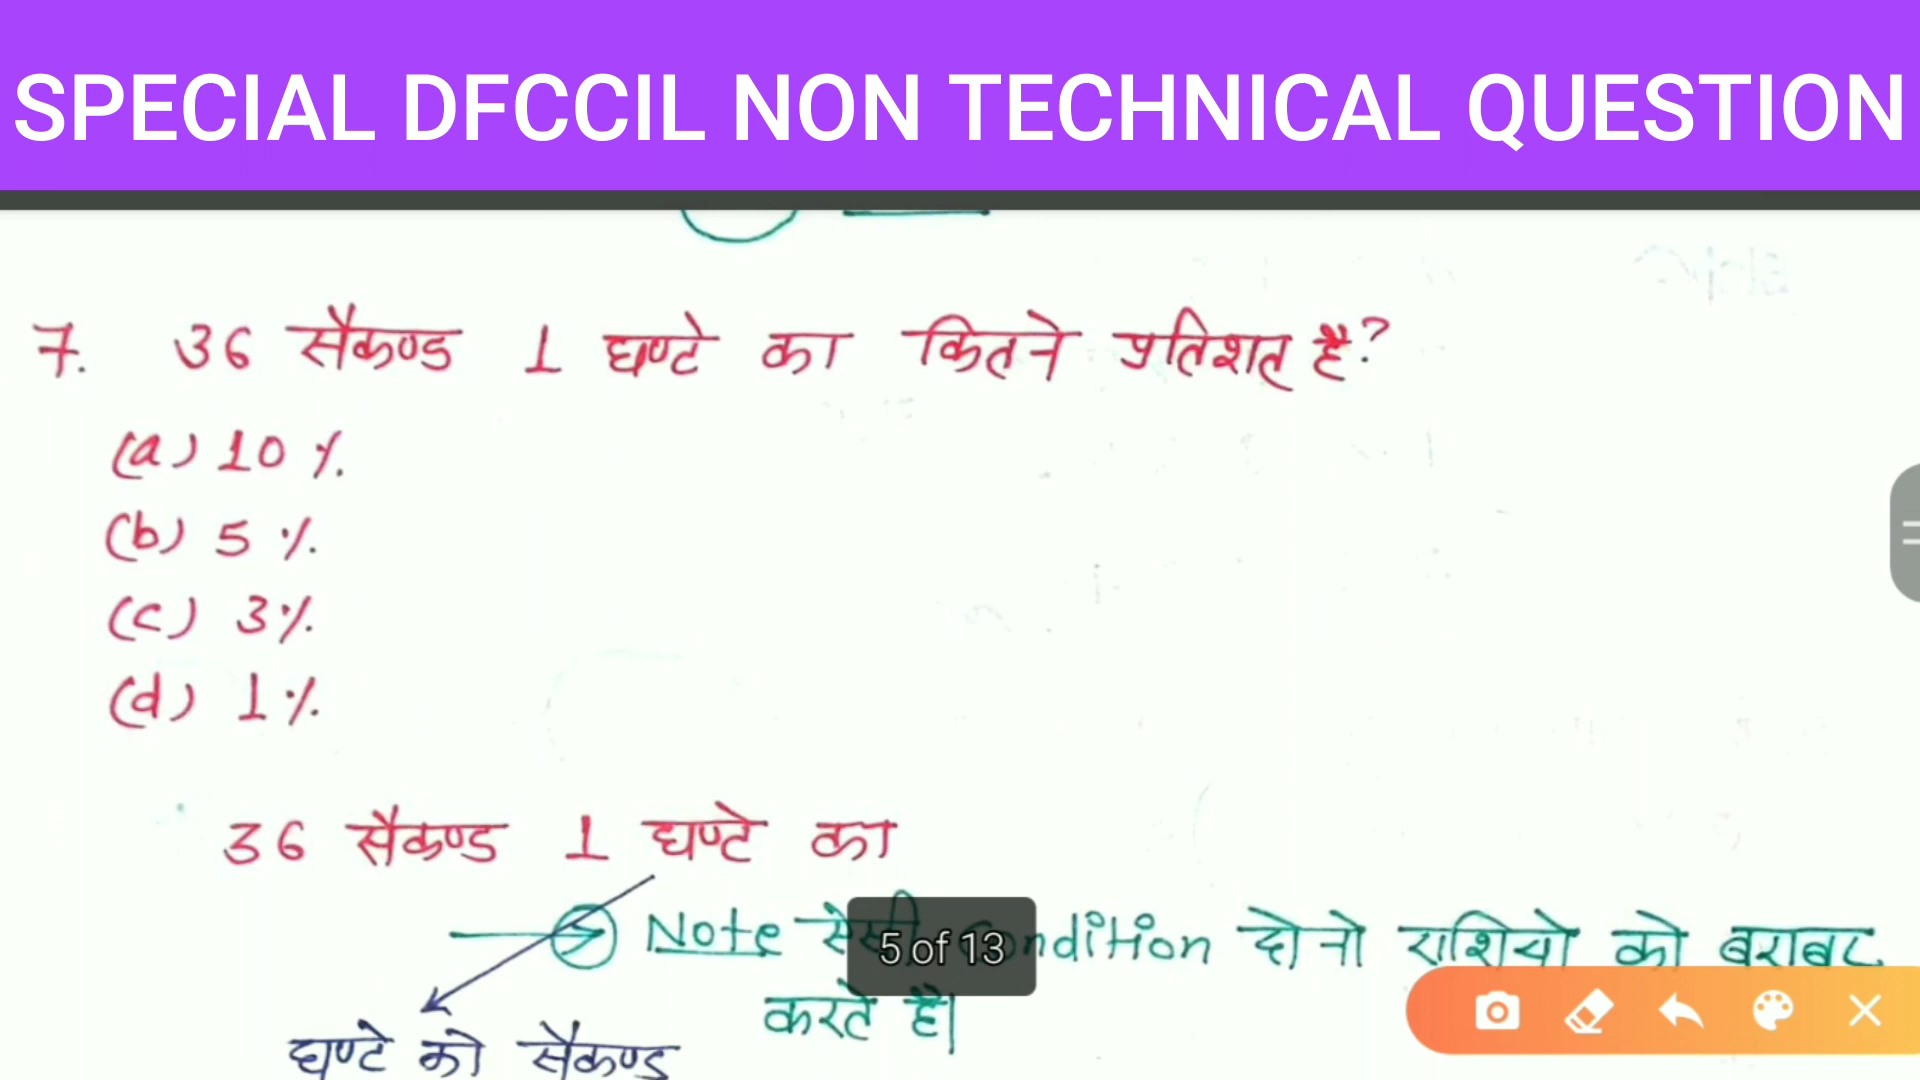 SPECIAL DFCCIL NON TECHNICAL QUESTION
7. 36 सैकण्ड 1 घण्टे का कितने प्रतिशत है?
(a) 10 %.
(b) 5 %.
(c) 3%.
(d) 1%.
36 सैकण्ड 1 घण्टे का
Note ndition दोनो राशियो को बराबर
5 of 13
करते है।
घण्टे को सैकण्ड